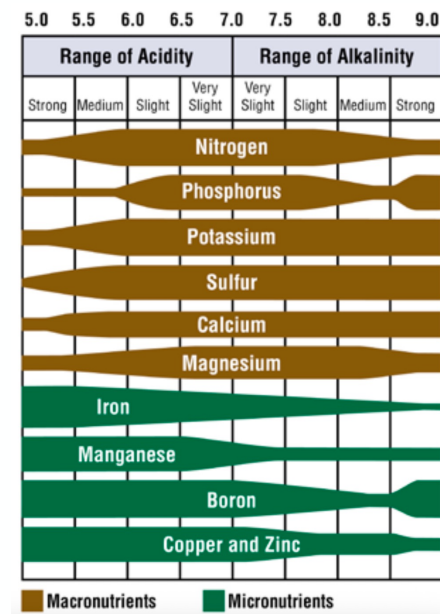 5.0 5.5 6.0 6.5 7.0 7.5 8.0 8.5 9.0
Range of Acidity Range of Alkalinity
Strong Medium Slight Very Slight Very Slight Slight Medium Strong
Nitrogen
Phosphorus
Potassium
Sulfur
Calcium
Magnesium
Iron
Manganese
Boron
Copper and Zinc
Macronutrients Micronutrients